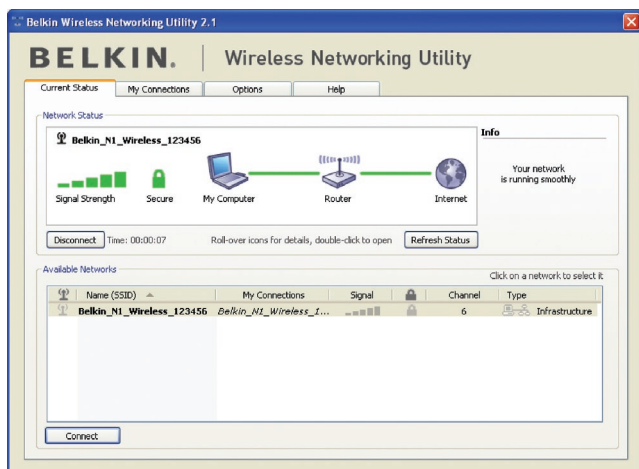 Belkin Wireless Networking Utility 2.1
BELKIN. Wireless Networking Utility
Current Status My Connections Options Help
Network Status
Belkin_N1_Wireless_123456
Signal Strength Secure My Computer Router Internet
Info
Your network
is running smoothly
Disconnect Time: 00:00:07 Roll-over icons for details, double-click to open Refresh Status
Available Networks
Click on a network to select it
Name (SSID) My Connections Signal Channel Type
Belkin_N1_Wireless_123456 Belkin_N1_Wireless_1... 6 Infrastructure
Connect